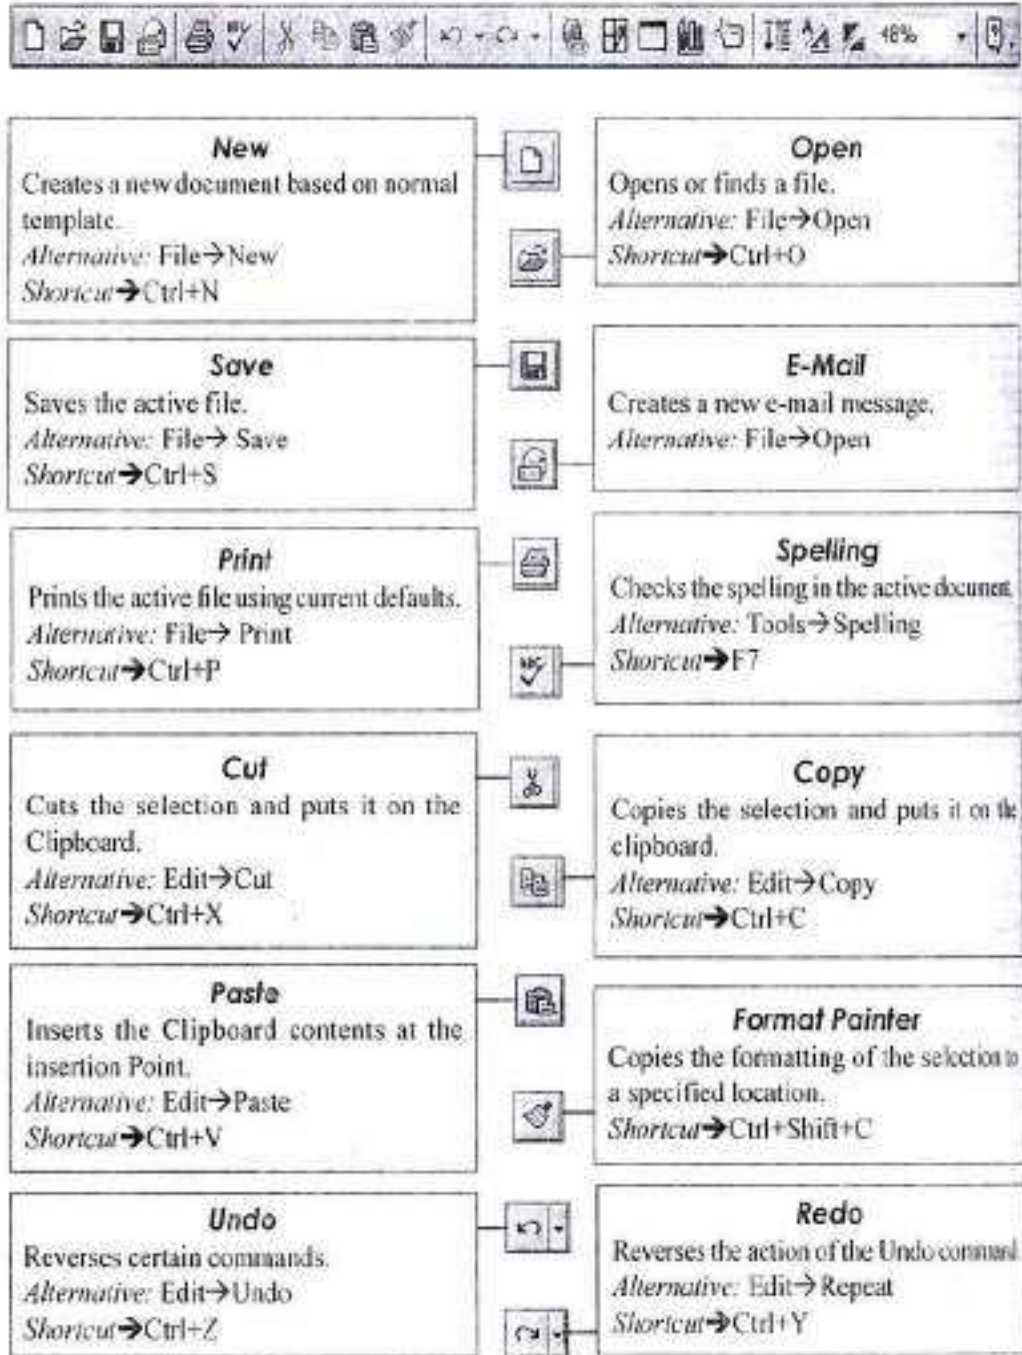 48%
New
Creates a new document based on normal
template.
Alternative: File→New
Shortcut→Ctrl+N
Open
Opens or finds a file.
Alternative: File→Open
Shortcut→Ctrl+O
Save
Saves the active file.
Alternative: File→ Save
Shortcut→Ctrl+S
E-Mail
Creates a new e-mail message.
Alternative: File→Open
Print
Prints the active file using current defaults.
Alternative: File→ Print
Shortcut→Ctrl+P
Spelling
Checks the spelling in the active document.
Alternative: Tools→Spelling
Shortcut→F7
ABC
Cut
Cuts the selection and puts it on the
Clipboard.
Alternative: Edit→Cut
Shortcut→Ctrl+X
Copy
Copies the selection and puts it on the
clipboard.
Alternative: Edit→Copy
Shortcut→Ctrl+C
Paste
Inserts the Clipboard contents at the
insertion Point.
Alternative: Edit→Paste
Shortcut→Ctrl+V
Format Painter
Copies the formatting of the selection to
a specified location.
Shortcut→Ctrl+Shift+C
Undo
Reverses certain commands.
Alternative: Edit→Undo
Shortcut→Ctrl+Z
Redo
Reverses the action of the Undo command
Alternative: Edit→Repeat
Shortcut→Ctrl+Y